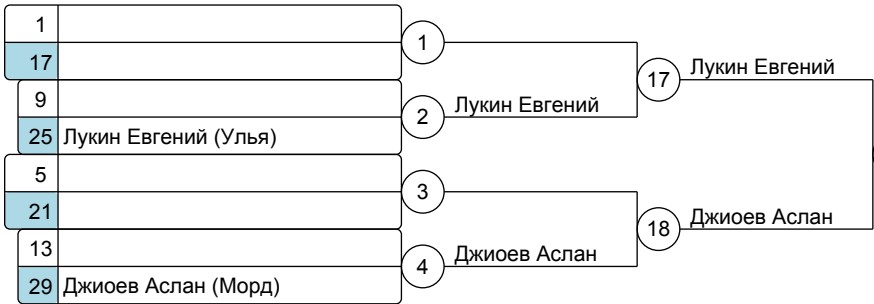 1
17
1
9
25 Лукин Евгений (Улья)
2
Лукин Евгений
17
Лукин Евгений
5
21
3
13
29 Джиоев Аслан (Морд)
4
Джиоев Аслан
18
Джиоев Аслан